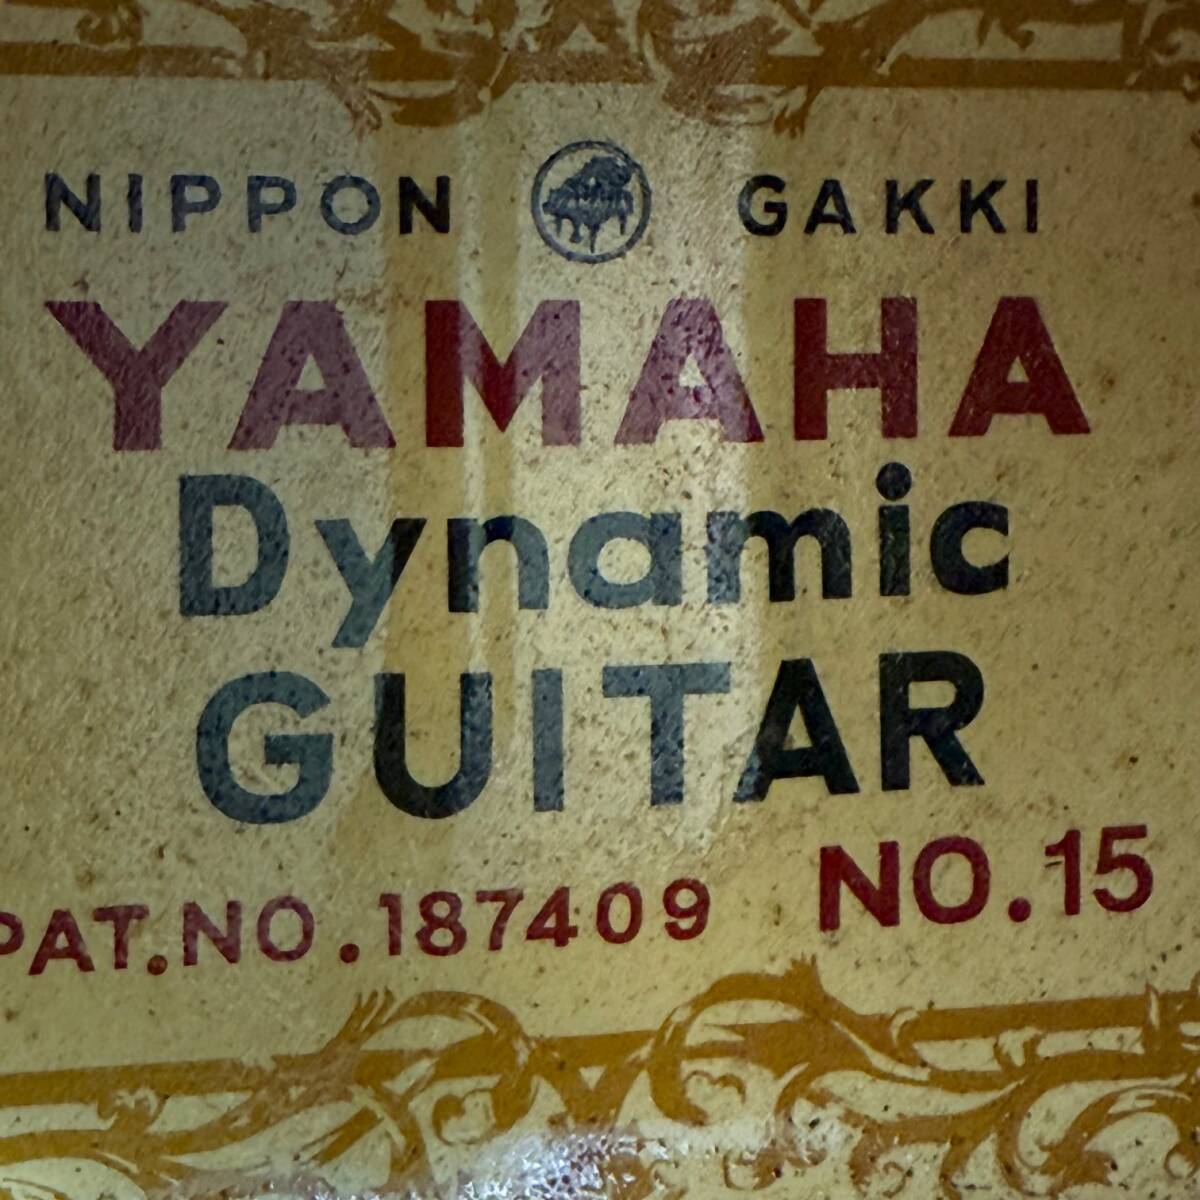 NIPPON GAKKI
YAMAHA
Dynamic
GUITAR
PAT.NO.187409 NO.15